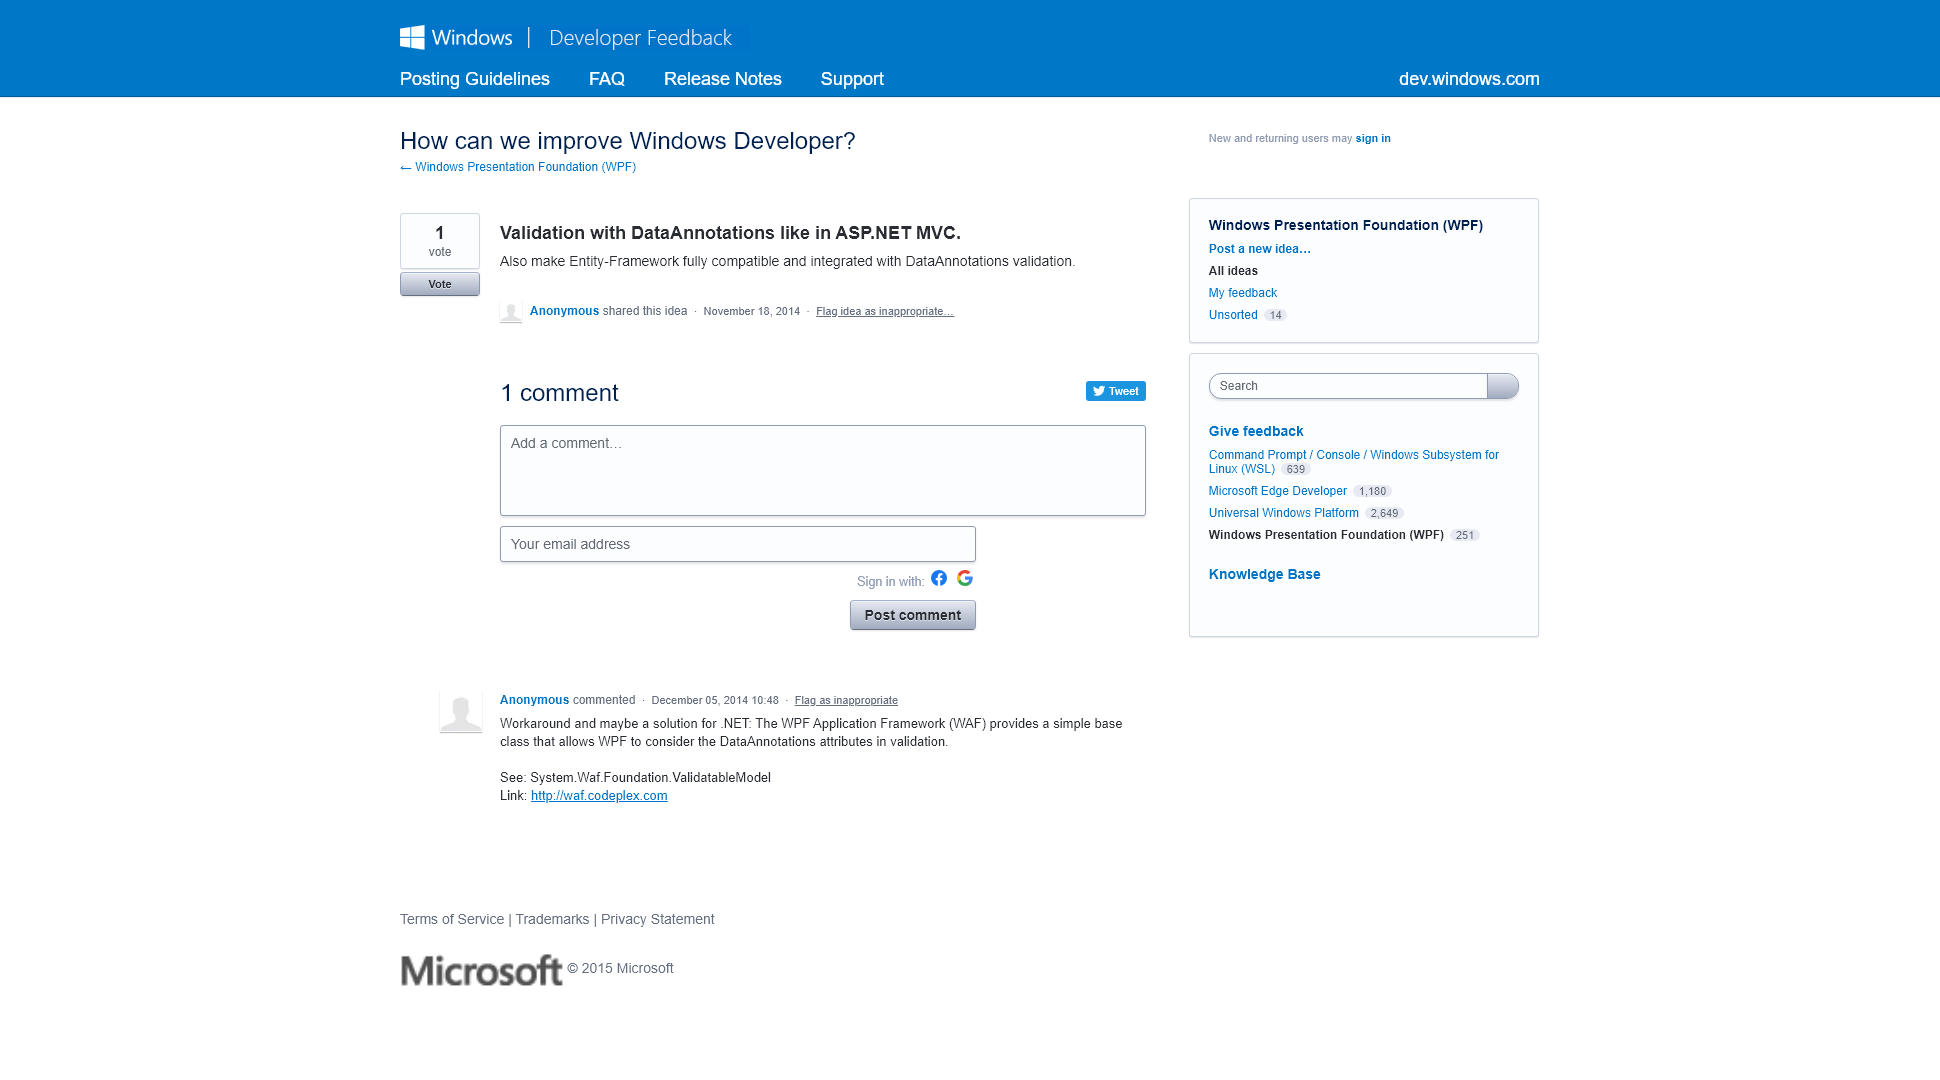 Windows | Developer Feedback
Posting Guidelines FAQ Release Notes Support dev.windows.com
How can we improve Windows Developer?
← Windows Presentation Foundation (WPF)
New and returning users may sign in
1
vote
Vote
Validation with DataAnnotations like in ASP.NET MVC.
Also make Entity-Framework fully compatible and integrated with DataAnnotations validation.
Anonymous shared this idea · November 18, 2014 · Flag idea as inappropriate…
1 comment
Tweet
Add a comment…
Your email address
Sign in with:
Post comment
Anonymous commented · December 05, 2014 10:48 · Flag as inappropriate
Workaround and maybe a solution for .NET: The WPF Application Framework (WAF) provides a simple base
class that allows WPF to consider the DataAnnotations attributes in validation.
See: System.Waf.Foundation.ValidatableModel
Link: http://waf.codeplex.com
Windows Presentation Foundation (WPF)
Post a new idea…
All ideas
My feedback
Unsorted 14
Search
Give feedback
Command Prompt / Console / Windows Subsystem for
Linux (WSL) 639
Microsoft Edge Developer 1,180
Universal Windows Platform 2,649
Windows Presentation Foundation (WPF) 251
Knowledge Base
Terms of Service | Trademarks | Privacy Statement
Microsoft © 2015 Microsoft